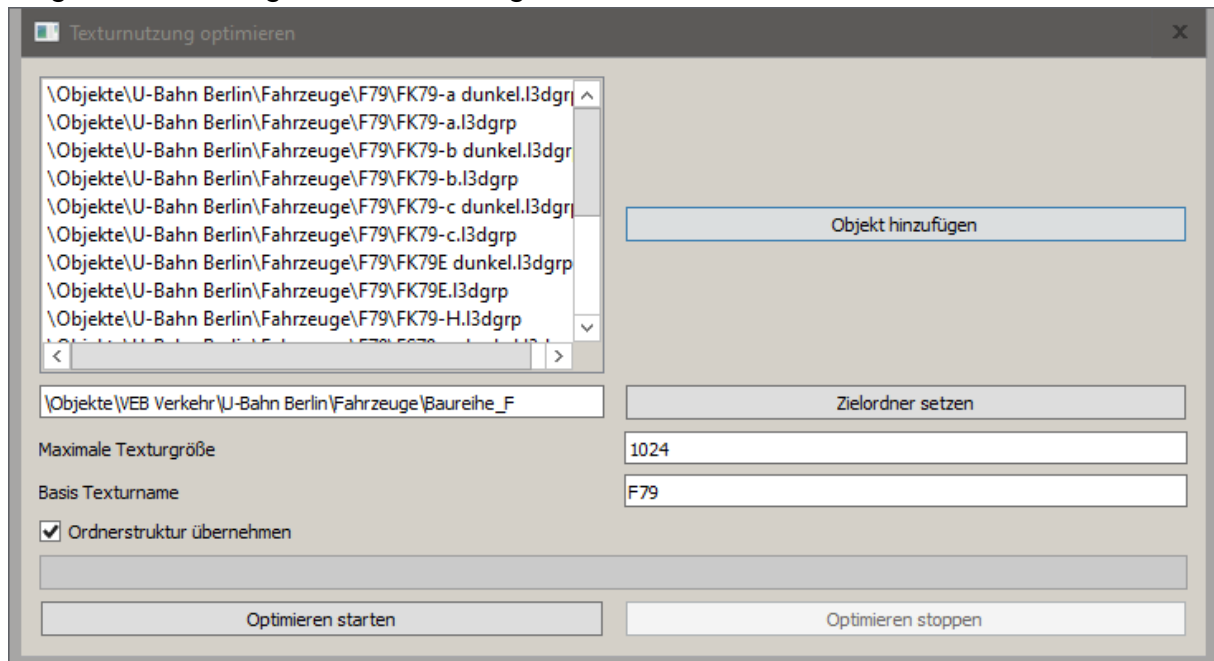 Texturnutzung optimieren
x
\Objekte\U-Bahn Berlin\Fahrzeuge\F79\FK79-a dunkel.l3dgrp
\Objekte\U-Bahn Berlin\Fahrzeuge\F79\FK79-a.l3dgrp
\Objekte\U-Bahn Berlin\Fahrzeuge\F79\FK79-b dunkel.l3dgr
\Objekte\U-Bahn Berlin\Fahrzeuge\F79\FK79-b.l3dgrp
\Objekte\U-Bahn Berlin\Fahrzeuge\F79\FK79-c dunkel.l3dgrp
\Objekte\U-Bahn Berlin\Fahrzeuge\F79\FK79-c.l3dgrp
\Objekte\U-Bahn Berlin\Fahrzeuge\F79\FK79E dunkel.l3dgrp
\Objekte\U-Bahn Berlin\Fahrzeuge\F79\FK79E.l3dgrp
\Objekte\U-Bahn Berlin\Fahrzeuge\F79\FK79-H.l3dgrp
Objekt hinzufügen
\Objekte\VEB Verkehr\U-Bahn Berlin\Fahrzeuge\Baureihe_F
Zielordner setzen
Maximale Texturgröße
1024
Basis Texturname
F79
Ordnerstruktur übernehmen
Optimieren starten
Optimieren stoppen